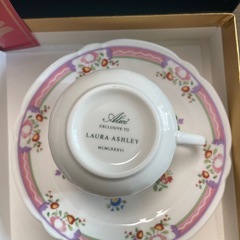 Alice
EXCLUSIVE TO
LAURA ASHLEY
MCMLXXXVI